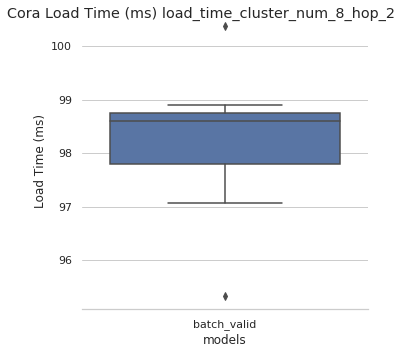 Cora Load Time (ms) load_time_cluster_num_8_hop_2
100
99
98
97
96
Load Time (ms)
batch_valid
models